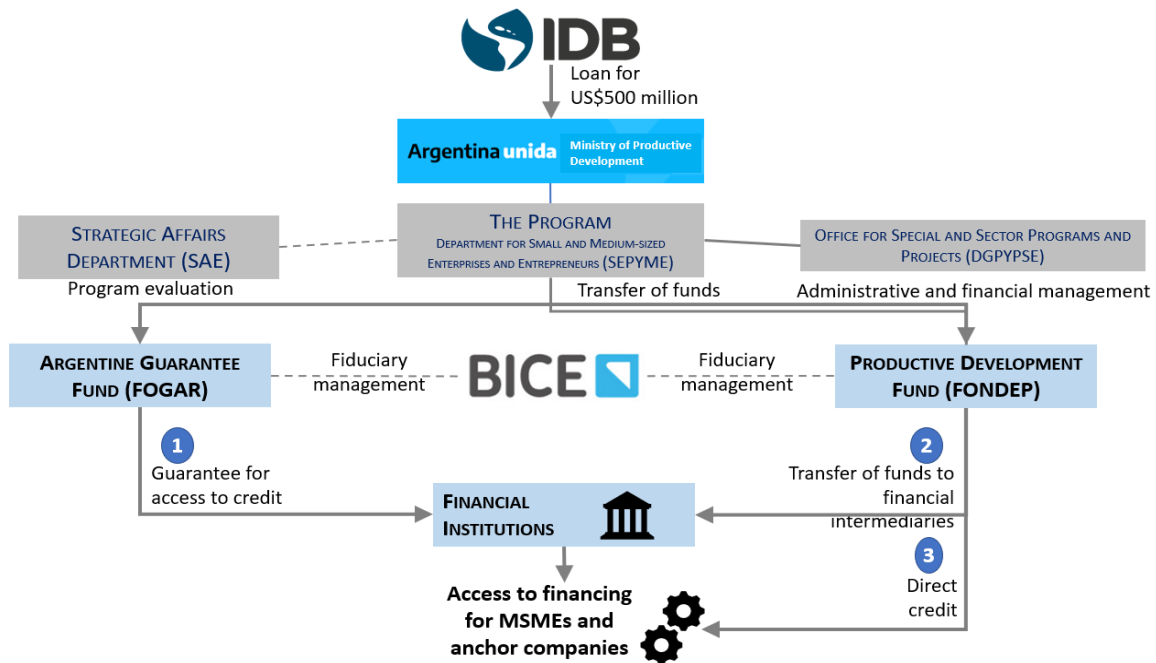 IDB
Loan for
US$500 million
Argentina unida
Ministry of Productive
Development
STRATEGIC AFFAIRS
DEPARTMENT (SAE)
Program evaluation
THE PROGRAM
DEPARTMENT FOR SMALL AND MEDIUM-SIZED
ENTERPRISES AND ENTREPRENEURS (SEPYME)
OFFICE FOR SPECIAL AND SECTOR PROGRAMS AND
PROJECTS (DGPYPSE)
Transfer of funds
Administrative and financial management
ARGENTINE GUARANTEE
FUND (FOGAR)
Fiduciary
management
BICE
Fiduciary
management
PRODUCTIVE DEVELOPMENT
FUND (FONDEP)
1
Guarantee for
access to credit
2
Transfer of funds to
financial
intermediaries
FINANCIAL
INSTITUTIONS
3
Direct
credit
Access to financing
for MSMEs and
anchor companies